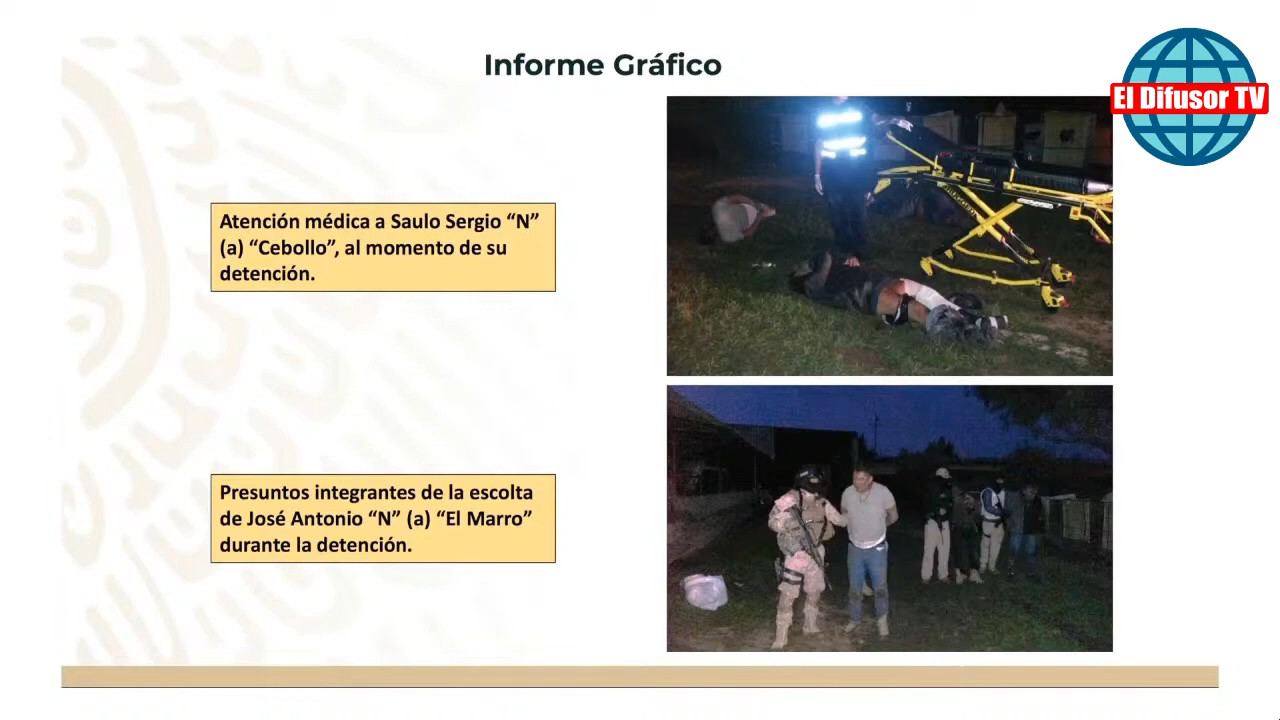 Informe Gráfico
El Difusor TV
Atención médica a Saulo Sergio “N”
(a) “Cebollo”, al momento de su
detención.
Presuntos integrantes de la escolta
de José Antonio “N” (a) “El Marro”
durante la detención.